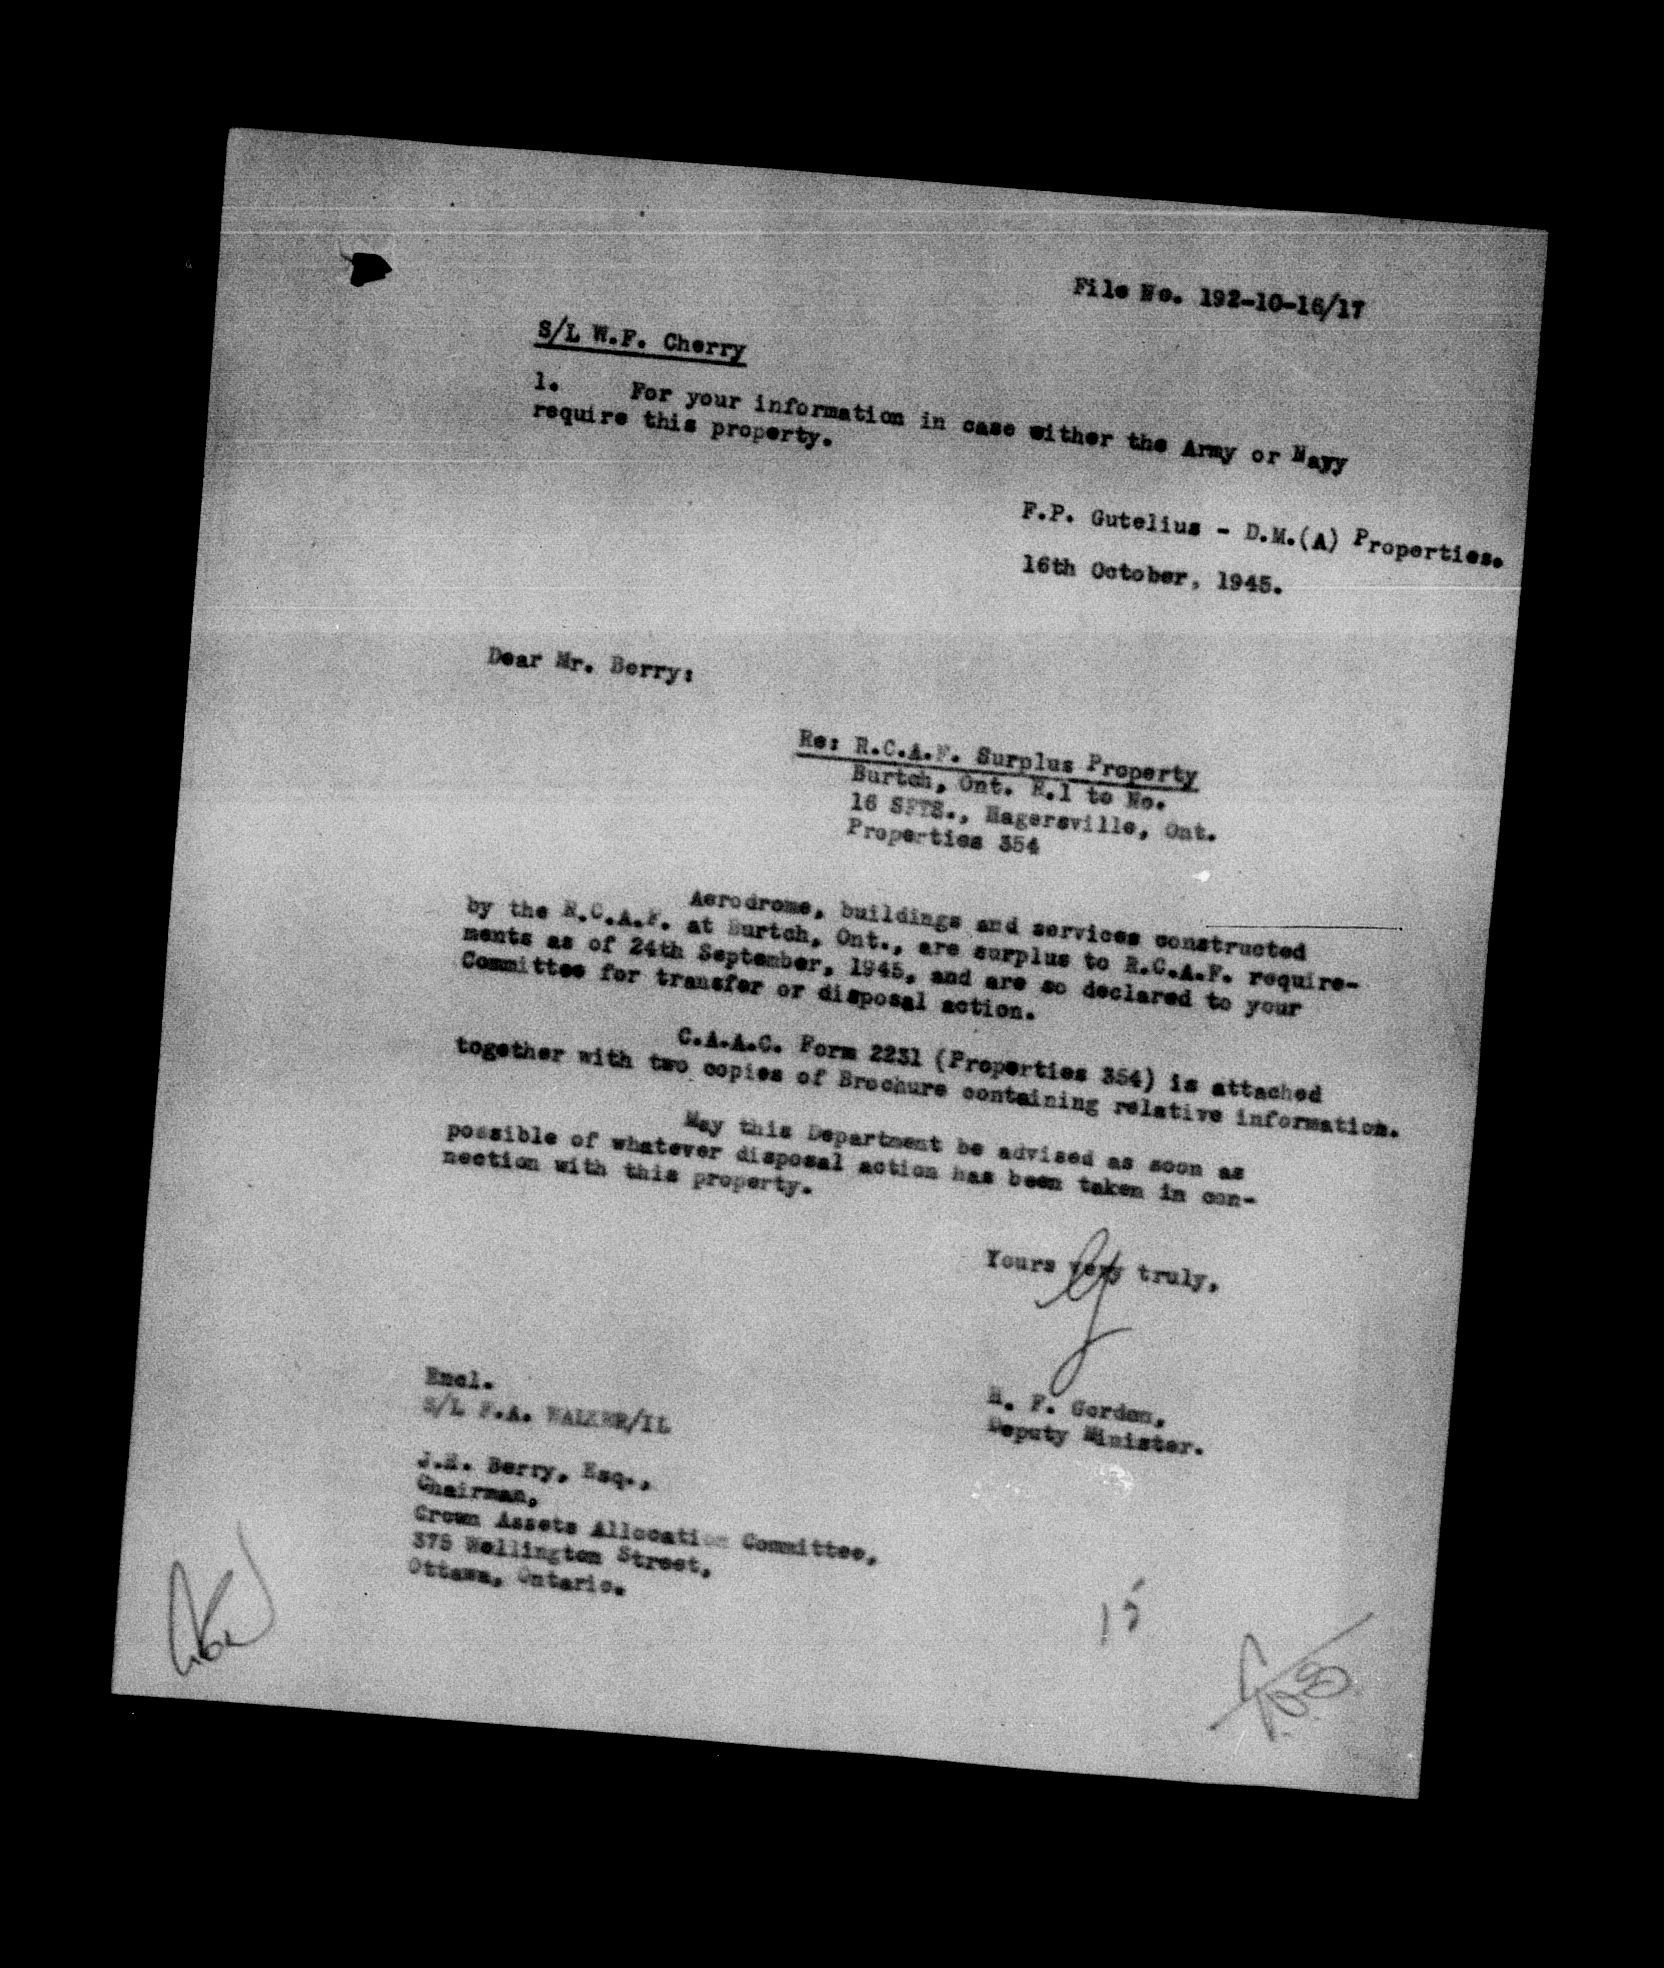 File No. 192-10-16/17
S/L W.F. Cherry
1. For your information in case either the Army or Navy
require this property.
F.P. Gutelius - D.M.(A) Properties.
16th October, 1945.
Dear Mr. Berry:
Re: R.C.A.F. Surplus Property
Burtch, Ont. R.1 to No.
16 SFTS., Hagersville, Ont.
Properties 354
Aerodrome, buildings and services constructed
by the R.C.A.F. at Burtch, Ont., are surplus to R.C.A.F. require-
ments as of 24th September, 1945, and are so declared to your
Committee for transfer or disposal action.
C.A.A.C. Form 2231 (Properties 354) is attached
together with two copies of Brochure containing relative information.
May this Department be advised as soon as
possible of whatever disposal action has been taken in con-
nection with this property.
Yours very truly,
Encl.
S/L F.A. WALKER/IL
H. F. Gordon,
Deputy Minister.
J.H. Berry, Esq.,
Chairman,
Crown Assets Allocation Committee,
375 Wellington Street,
Ottawa, Ontario.
15